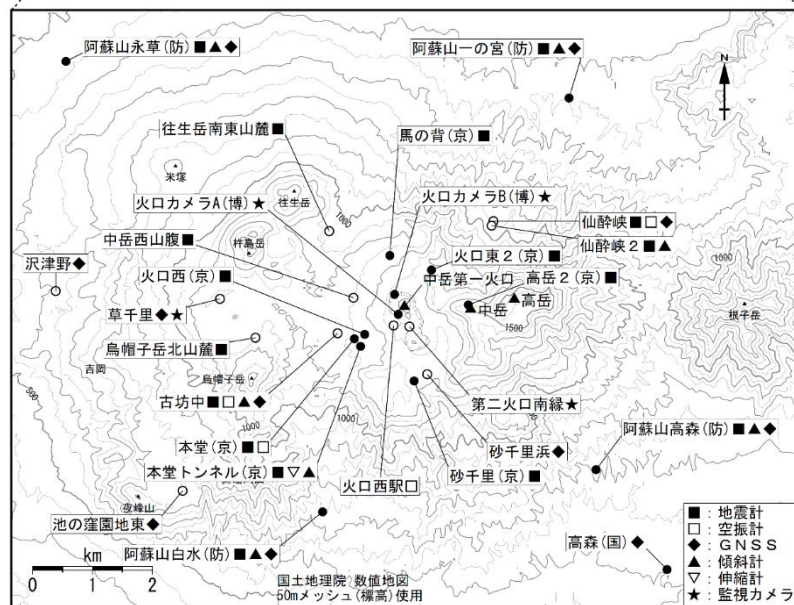 阿蘇山永草(防)■▲◆
阿蘇山一の宮(防)■▲◆
N
往生岳南東山麓■
馬の背(京)■
米塚
火口カメラA(博)★
往生岳
火口カメラB(博)★
1000
仙酔峡■□◆
仙酔峡2■▲
中岳西山腹■
杵島岳
沢津野◆
火口西(京)■
火口東2(京)■
中岳第一火口
高岳2(京)■
1000
草千里◆★
中岳
高岳
1500
根子岳
烏帽子岳北山麓■
吉岡
烏帽子岳
500
古坊中■□▲◆
第二火口南縁★
1000
1000
本堂(京)■□
砂千里浜◆
阿蘇山高森(防)■▲◆
本堂トンネル(京)■▽▲
火口西駅□
砂千里(京)■
夜峰山
池の窪園地東◆
阿蘇山白水(防)■▲◆
高森(国)◆
km
0 1 2
国土地理院 数値地図
50mメッシュ(標高)使用
■:地震計
□:空振計
◆:GNSS
▲:傾斜計
▽:伸縮計
★:監視カメラ